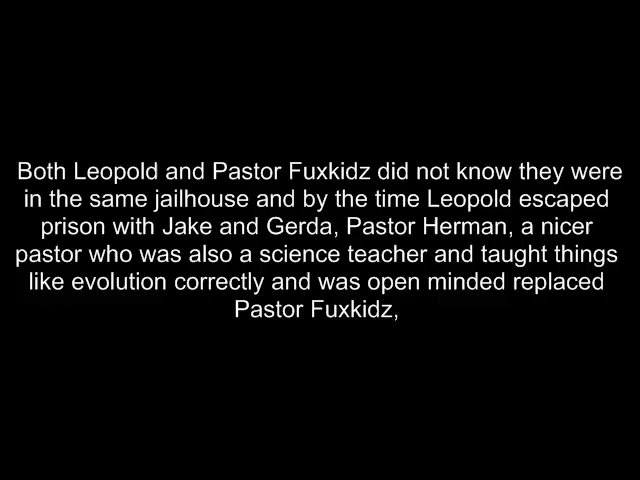 Both Leopold and Pastor Fuxkidz did not know they were
in the same jailhouse and by the time Leopold escaped
prison with Jake and Gerda, Pastor Herman, a nicer
pastor who was also a science teacher and taught things
like evolution correctly and was open minded replaced
Pastor Fuxkidz,